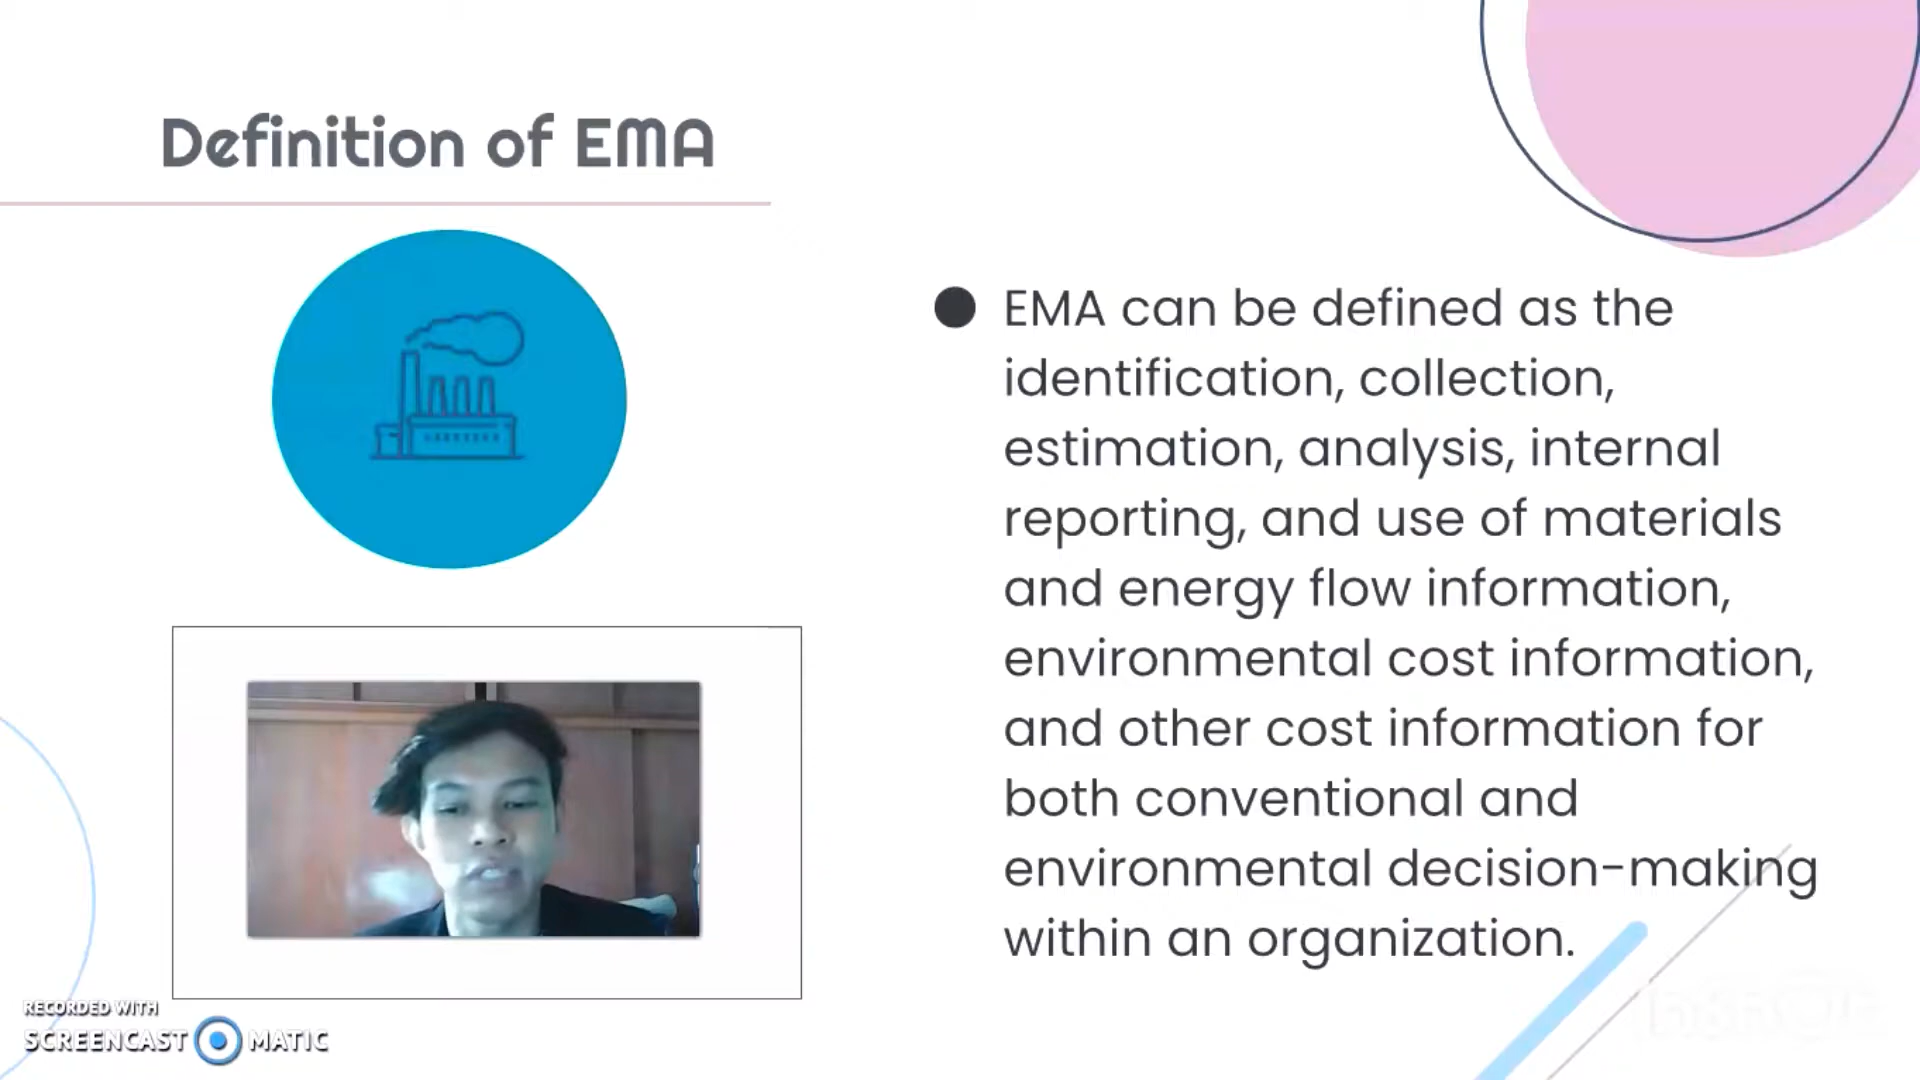 Definition of EMA
EMA can be defined as the
identification, collection,
estimation, analysis, internal
reporting, and use of materials
and energy flow information,
environmental cost information,
and other cost information for
both conventional and
environmental decision-making
within an organization.
RECORDED WITH
SCREENCAST MATIC